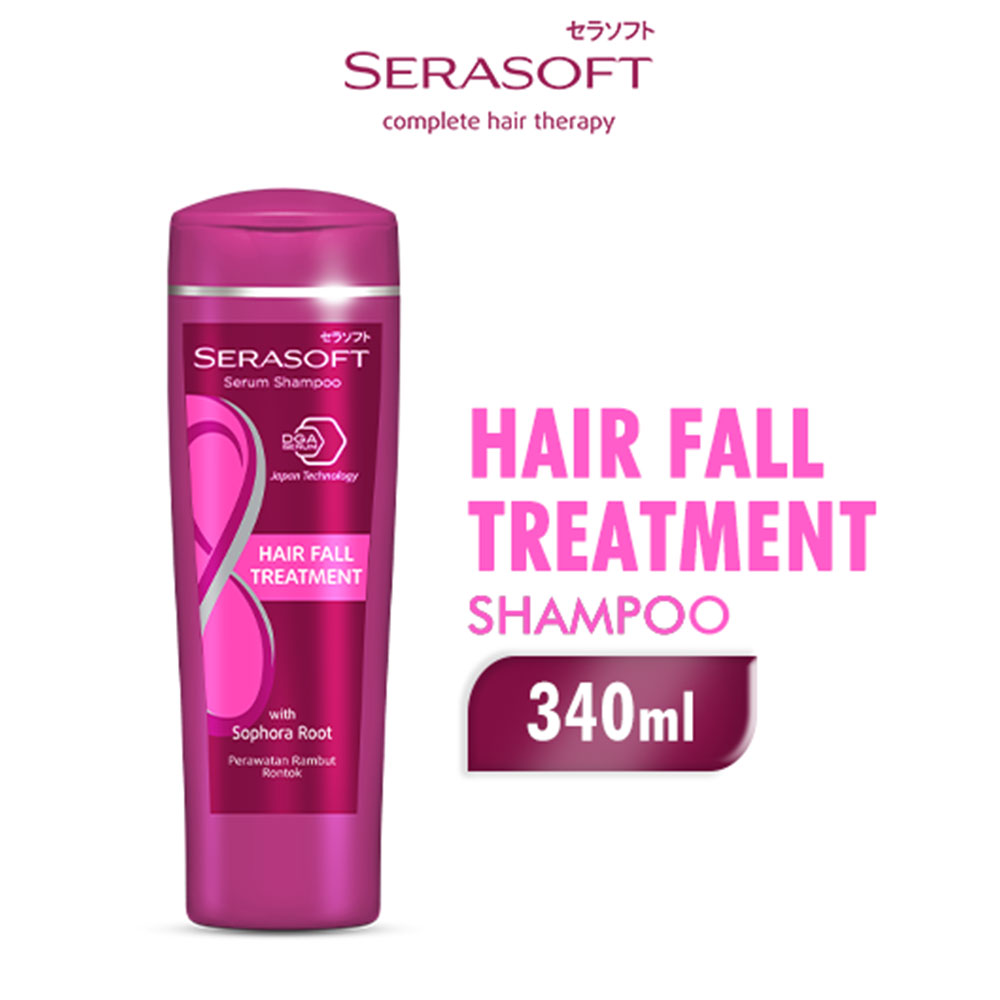 セラソフト
SERASOFT
complete hair therapy
セラソフト
SERASOFT
Serum Shampoo
DGA
SERUM
Japan Technology
HAIR FALL
TREATMENT
with
Sophora Root
Perawatan Rambut
Rontok
HAIR FALL
TREATMENT
SHAMPOO
340ml